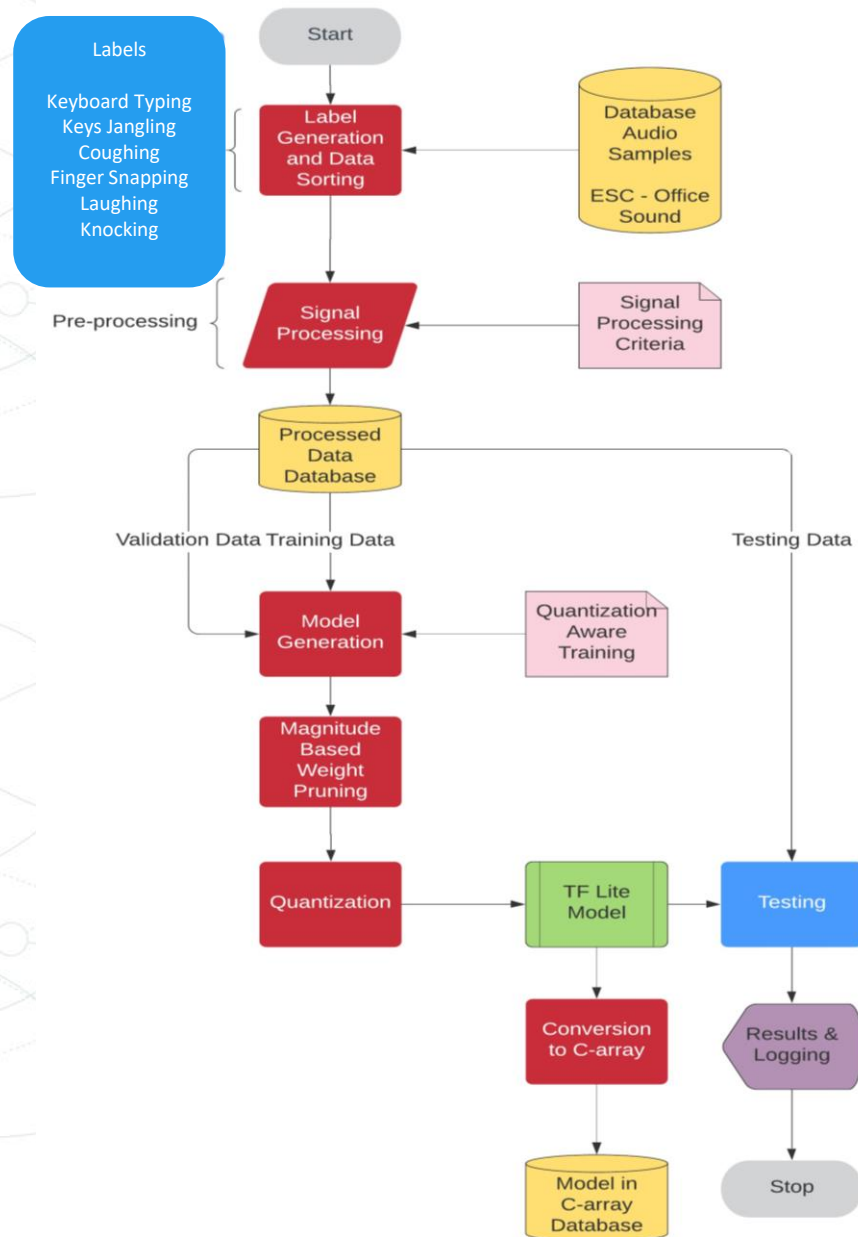 Labels
Keyboard Typing
Keys Jangling
Coughing
Finger Snapping
Laughing
Knocking
Start
Label
Generation
and Data
Sorting
Database
Audio
Samples
ESC - Office
Sound
Pre-processing
Signal
Processing
Signal
Processing
Criteria
Processed
Data
Database
Validation Data
Training Data
Testing Data
Model
Generation
Quantization
Aware
Training
Magnitude
Based
Weight
Pruning
Quantization
TF Lite
Model
Testing
Conversion
to C-array
Results &
Logging
Model in
C-array
Database
Stop